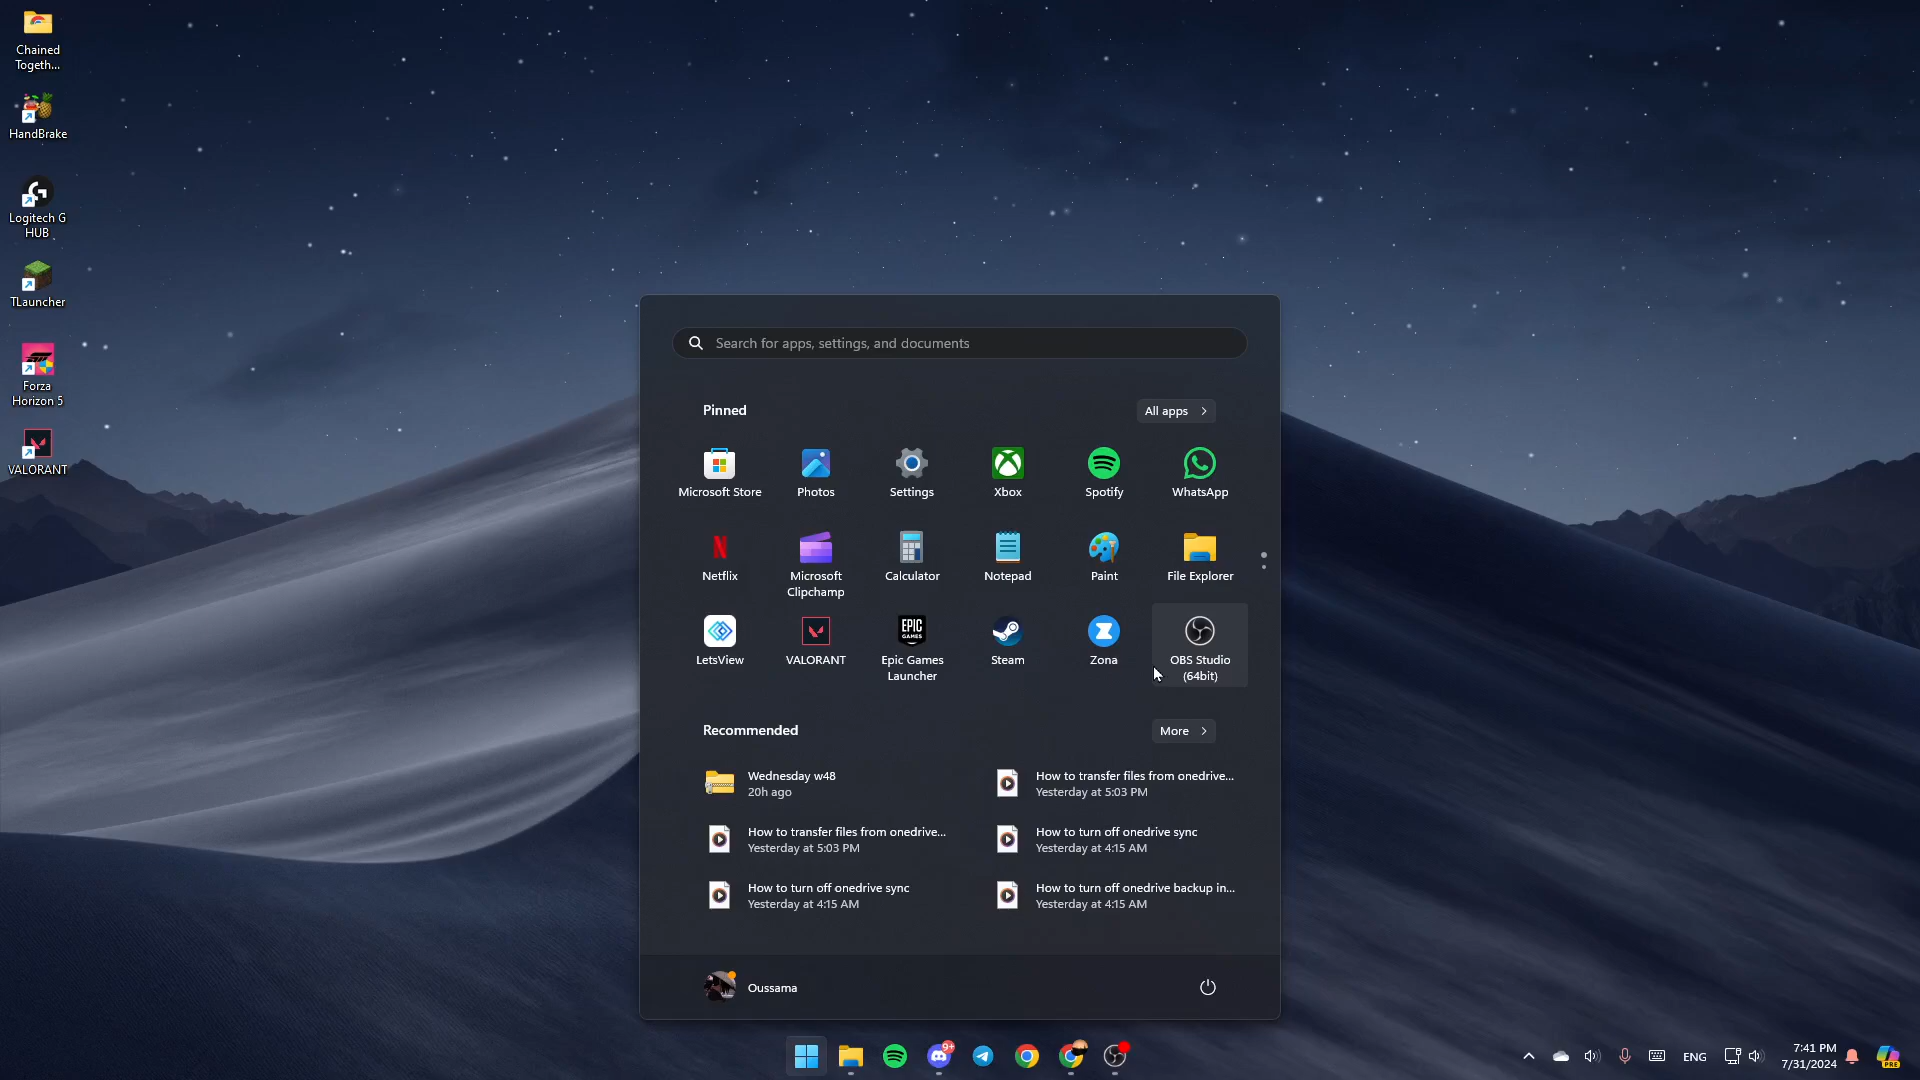 Chained
Togeth...
HandBrake
Logitech G
HUB
TLauncher
Forza
Horizon 5
VALORANT
Search for apps, settings, and documents
Pinned
All apps
Microsoft Store
Photos
Settings
Xbox
Spotify
WhatsApp
Netflix
Microsoft
Clipchamp
Calculator
Notepad
Paint
File Explorer
LetsView
VALORANT
EPIC
GAMES
Epic Games
Launcher
Steam
Zona
OBS Studio
(64bit)
Recommended
More
Wednesday w48
20h ago
How to transfer files from onedrive...
Yesterday at 5:03 PM
How to transfer files from onedrive...
Yesterday at 5:03 PM
How to turn off onedrive sync
Yesterday at 4:15 AM
How to turn off onedrive sync
Yesterday at 4:15 AM
How to turn off onedrive backup in...
Yesterday at 4:15 AM
Oussama
9+
ENG
7:41 PM
7/31/2024
PRE